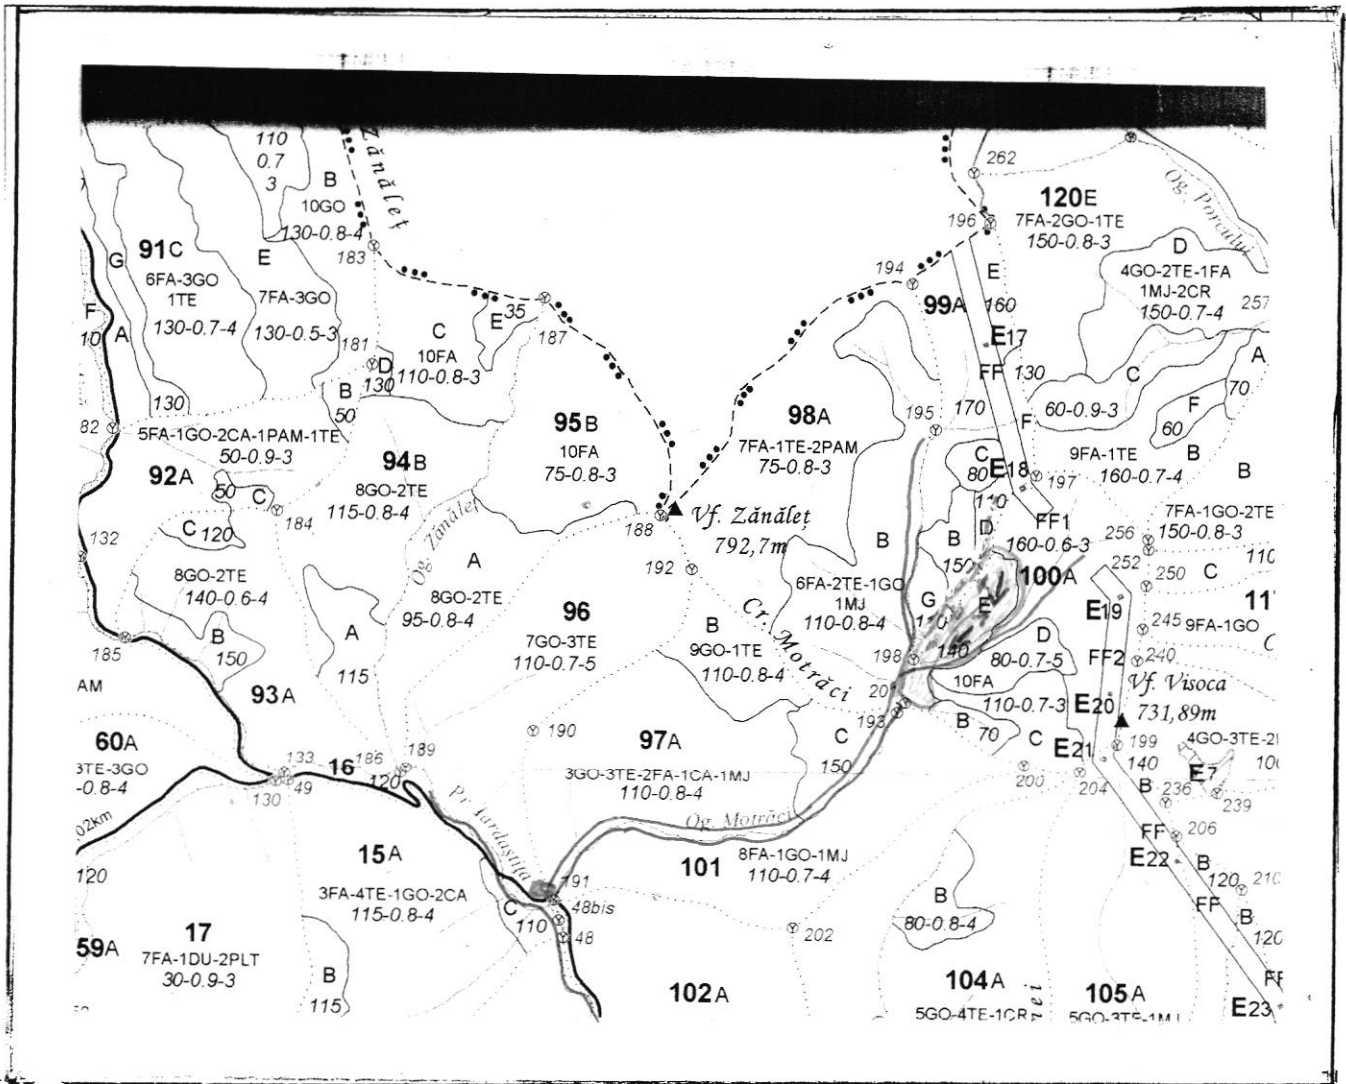 110
0.7
3
B
10GO
130-0.8-4
183
Zănăleț
262
120E
7FA-2GO-1TE
150-0.8-3
196
Og. Porcului
D
4GO-2TE-1FA
1MJ-2CR
150-0.7-4
257
91C
6FA-3GO
1TE
130-0.7-4
G
E
7FA-3GO
130-0.5-3
F
10
A
130
181
D
130
B
50
C
10FA
110-0.8-3
E
35
187
194
99A
E
160
E17
FF
130
170
195
C
60-0.9-3
F
A
70
F
60
B
B
82
5FA-1GO-2CA-1PAM-1TE
50-0.9-3
92A
50
C
184
C
120
94B
8GO-2TE
115-0.8-4
95B
10FA
75-0.8-3
98A
7FA-1TE-2PAM
75-0.8-3
C
80
E18
110
197
9FA-1TE
160-0.7-4
188
Vf. Zănăleț
792,7m
192
FF1
160-0.6-3
256
252
7FA-1GO-2TE
150-0.8-3
110
250
C
132
8GO-2TE
140-0.6-4
B
150
185
Og. Zănăleț
A
8GO-2TE
95-0.8-4
A
115
96
7GO-3TE
110-0.7-5
B
9GO-1TE
110-0.8-4
Cr. Motrăci
B
6FA-2TE-1GO
1MJ
110-0.8-4
B
150
D
G
110
E
140
100A
D
80-0.7-5
10FA
110-0.7-3
198
E19
245
9FA-1GO
11
FF2
240
Vf. Visoca
731,89m
E20
AM
93A
60A
3TE-3GO
-0.8-4
133
130
49
16
186
120
189
190
97A
3GO-3TE-2FA-1CA-1MJ
110-0.8-4
C
150
193
20
B
70
C
200
E21
204
199
140
B
4GO-3TE-2
10
E7
236
239
206
FF
E22
B
120
210
FF
B
120
02km
120
Pr. Iardaștița
Og. Motrăci
15A
3FA-4TE-1GO-2CA
115-0.8-4
191
48bis
48
C
110
101
8FA-1GO-1MJ
110-0.7-4
202
B
80-0.8-4
59A
17
7FA-1DU-2PLT
30-0.9-3
B
115
102A
104A
5GO-4TE-1CR
105A
5GO-3TE-1MJ
E23